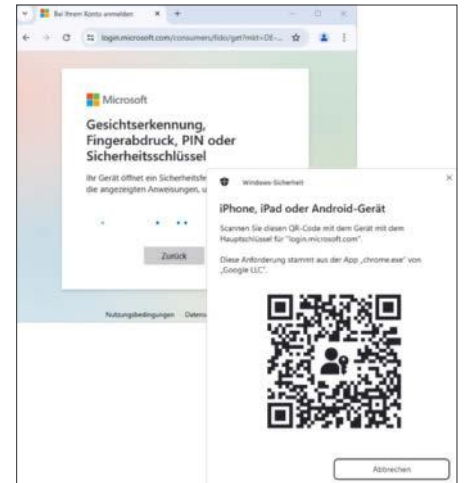 Bei Ihrem Konto anmelden
login.microsoft.com/consumers/fido/get?mkt=DE-...
Microsoft
Gesichtserkennung,
Fingerabdruck, PIN oder
Sicherheitsschlüssel
Ihr Gerät öffnet ein Sicherheitsfe
die angezeigten Anweisungen, u
Zurück
Nutzungsbedingungen Datens
Windows-Sicherheit
iPhone, iPad oder Android-Gerät
Scannen Sie diesen QR-Code mit dem Gerät mit dem
Hauptschlüssel für "login.microsoft.com".
Diese Anforderung stammt aus der App „chrome.exe" von
„Google LLC".
Abbrechen